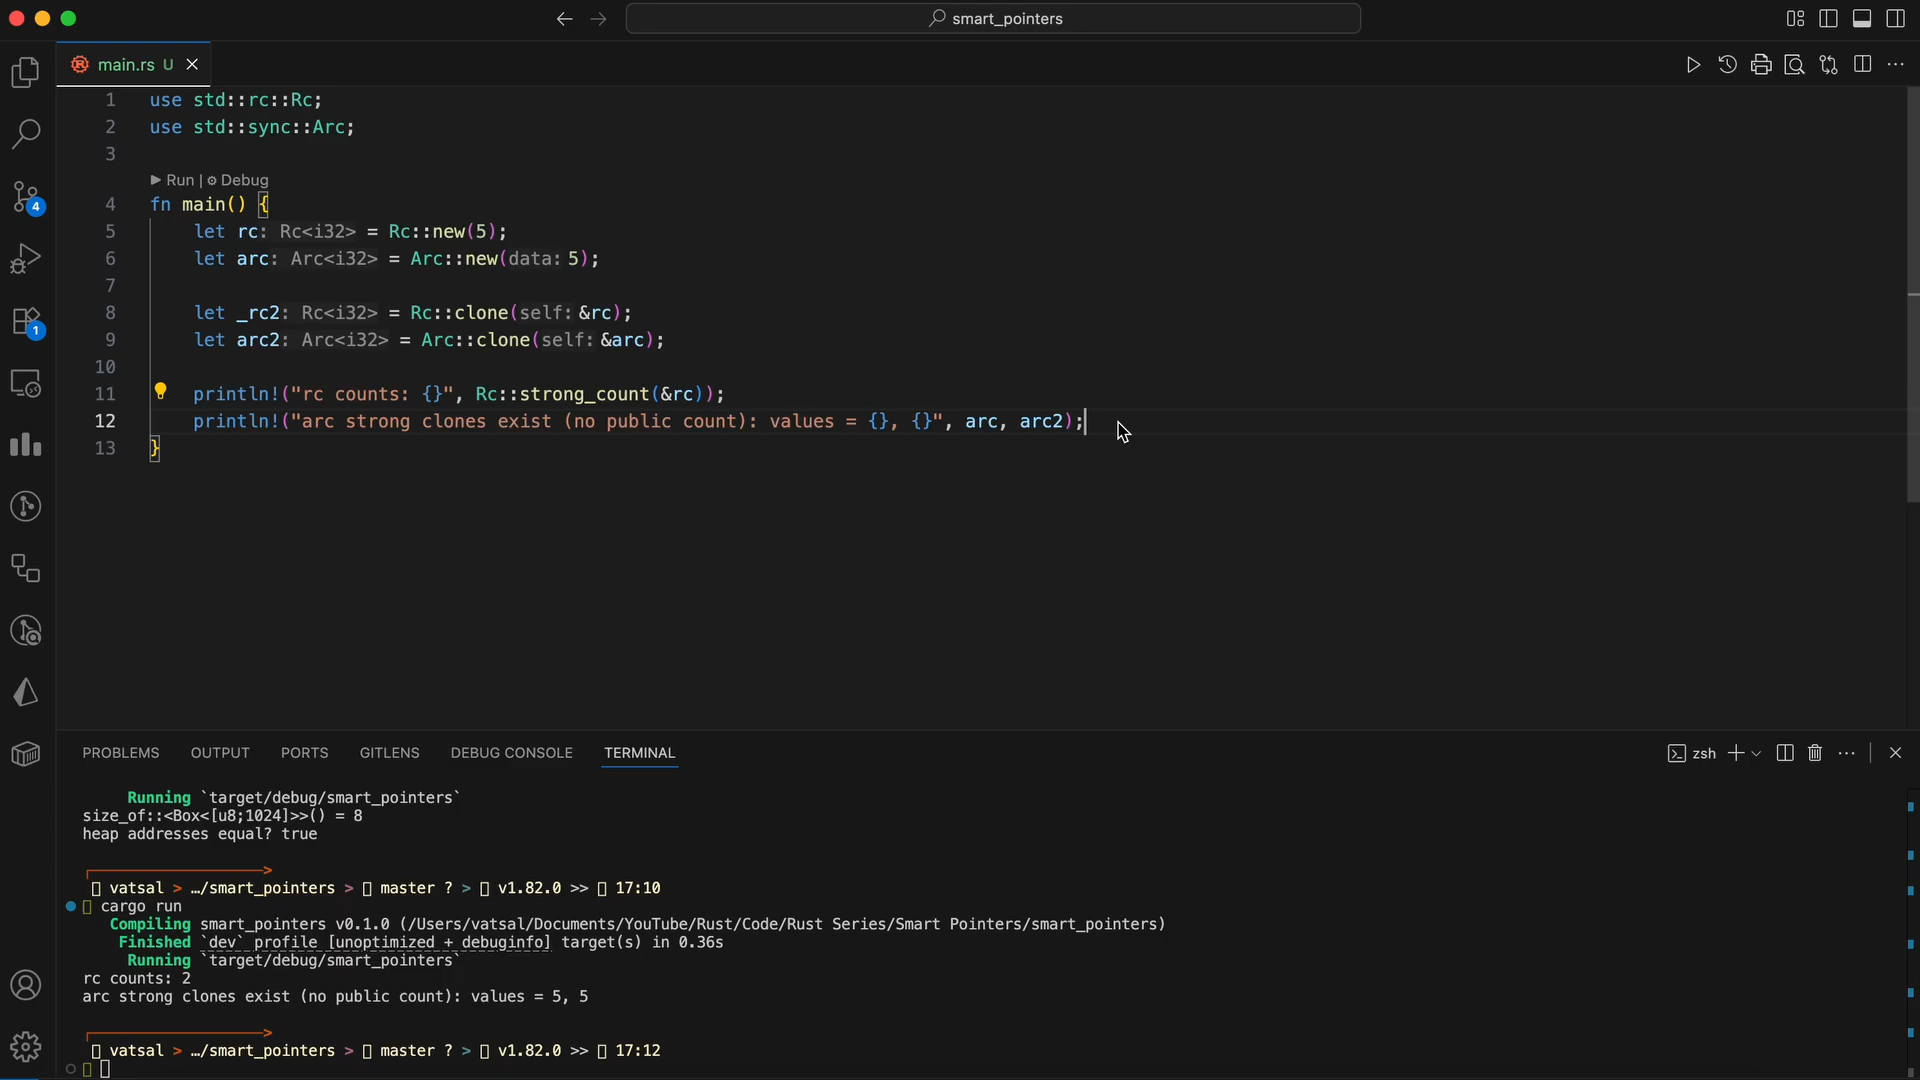 smart_pointers
main.rs U
1 use std::rc::Rc;
2 use std::sync::Arc;
3
Run | Debug
4 fn main() {
5 let rc: Rc<i32> = Rc::new(5);
6 let arc: Arc<i32> = Arc::new(data: 5);
7
8 let _rc2: Rc<i32> = Rc::clone(self: &rc);
9 let arc2: Arc<i32> = Arc::clone(self: &arc);
10
11 println!("rc counts: {}", Rc::strong_count(&rc));
12 println!("arc strong clones exist (no public count): values = {}, {}", arc, arc2);
13 }
4
1
PROBLEMS OUTPUT PORTS GITLENS DEBUG CONSOLE TERMINAL
zsh
Running `target/debug/smart_pointers`
size_of::<Box<[u8;1024]>>() = 8
heap addresses equal? true
vatsal > …/smart_pointers > master ? > v1.82.0 >> 17:10
cargo run
Compiling smart_pointers v0.1.0 (/Users/vatsal/Documents/YouTube/Rust/Code/Rust Series/Smart Pointers/smart_pointers)
Finished `dev` profile [unoptimized + debuginfo] target(s) in 0.36s
Running `target/debug/smart_pointers`
rc counts: 2
arc strong clones exist (no public count): values = 5, 5
vatsal > …/smart_pointers > master ? > v1.82.0 >> 17:12